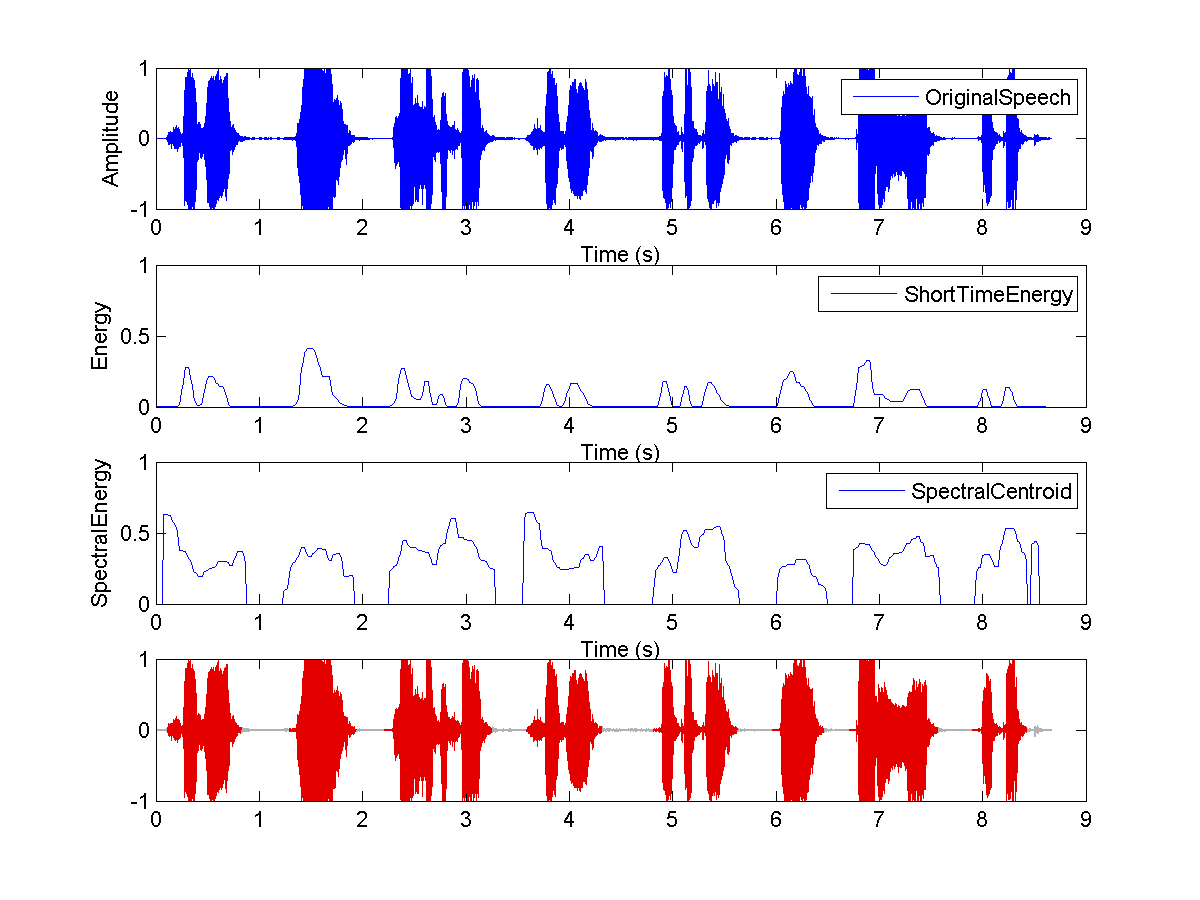 1
0
-1
Amplitude
OriginalSpeech
0 1 2 3 4 5 6 7 8 9
Time (s)
1
0.5
0
Energy
ShortTimeEnergy
0 1 2 3 4 5 6 7 8 9
Time (s)
1
0.5
0
SpectralEnergy
SpectralCentroid
0 1 2 3 4 5 6 7 8 9
Time (s)
1
0
-1
0 1 2 3 4 5 6 7 8 9